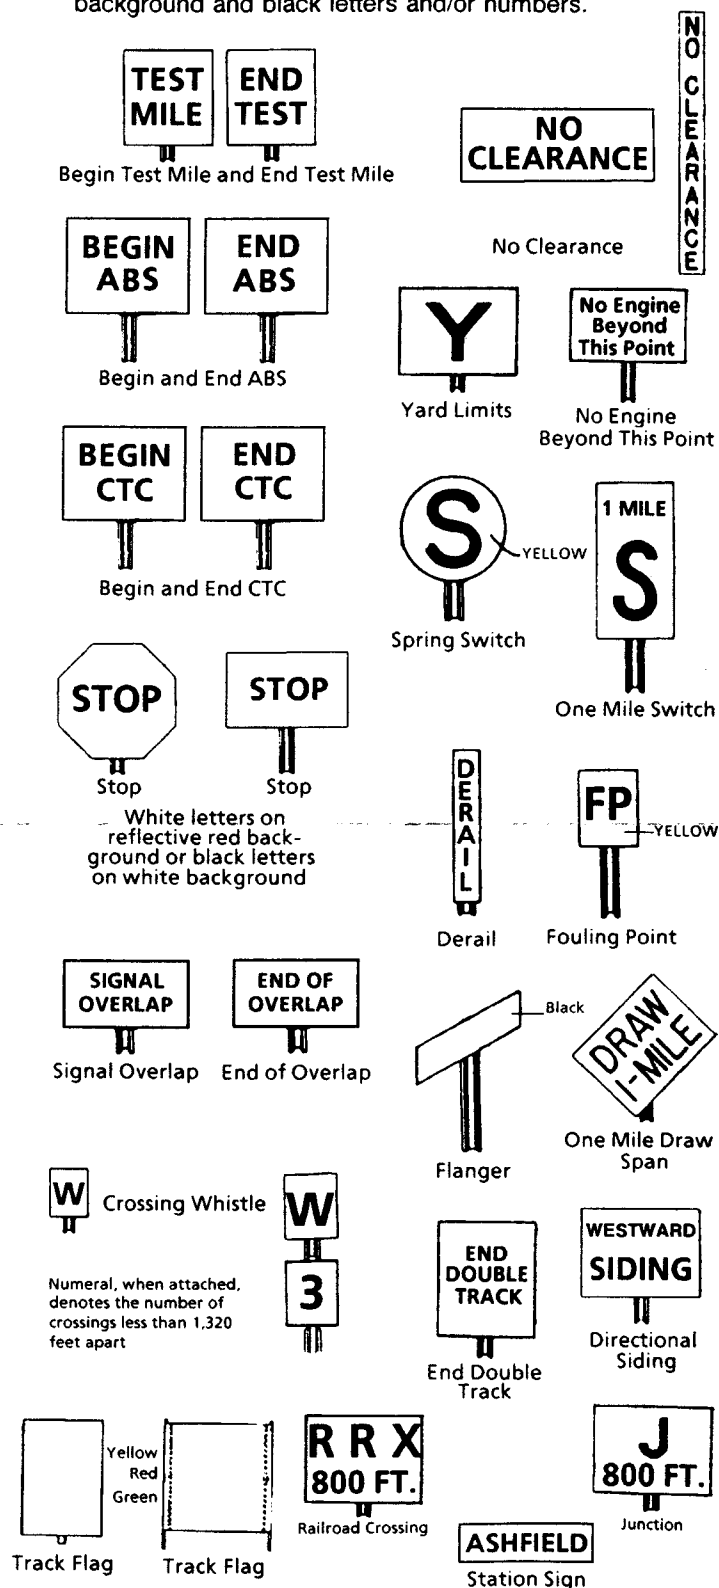 background and black letters and/or numbers.
TEST
MILE
END
TEST
Begin Test Mile and End Test Mile
NO
CLEARANCE
NO CLEARANCE
No Clearance
BEGIN
ABS
END
ABS
Begin and End ABS
Y
Yard Limits
No Engine
Beyond
This Point
No Engine
Beyond This Point
BEGIN
CTC
END
CTC
Begin and End CTC
S
YELLOW
Spring Switch
1 MILE
S
One Mile Switch
STOP
Stop
STOP
Stop
White letters on
reflective red back-
ground or black letters
on white background
DERAIL
Derail
FP
YELLOW
Fouling Point
SIGNAL
OVERLAP
Signal Overlap
END OF
OVERLAP
End of Overlap
Black
Flanger
DRAW
1-MILE
One Mile Draw
Span
W
Crossing Whistle
W
3
Numeral, when attached,
denotes the number of
crossings less than 1,320
feet apart
END
DOUBLE
TRACK
End Double
Track
WESTWARD
SIDING
Directional
Siding
Yellow
Red
Green
Track Flag
Track Flag
R R X
800 FT.
Railroad Crossing
ASHFIELD
Station Sign
J
800 FT.
Junction